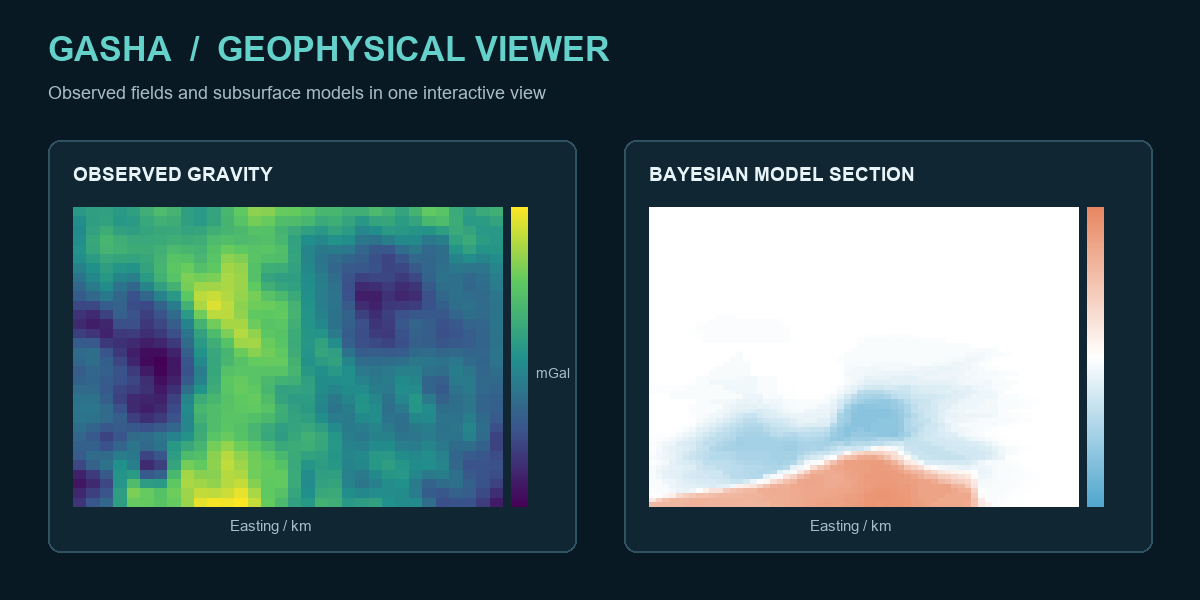 GASHA / GEOPHYSICAL VIEWER
Observed fields and subsurface models in one interactive view
OBSERVED GRAVITY
mGal
Easting / km
BAYESIAN MODEL SECTION
Easting / km